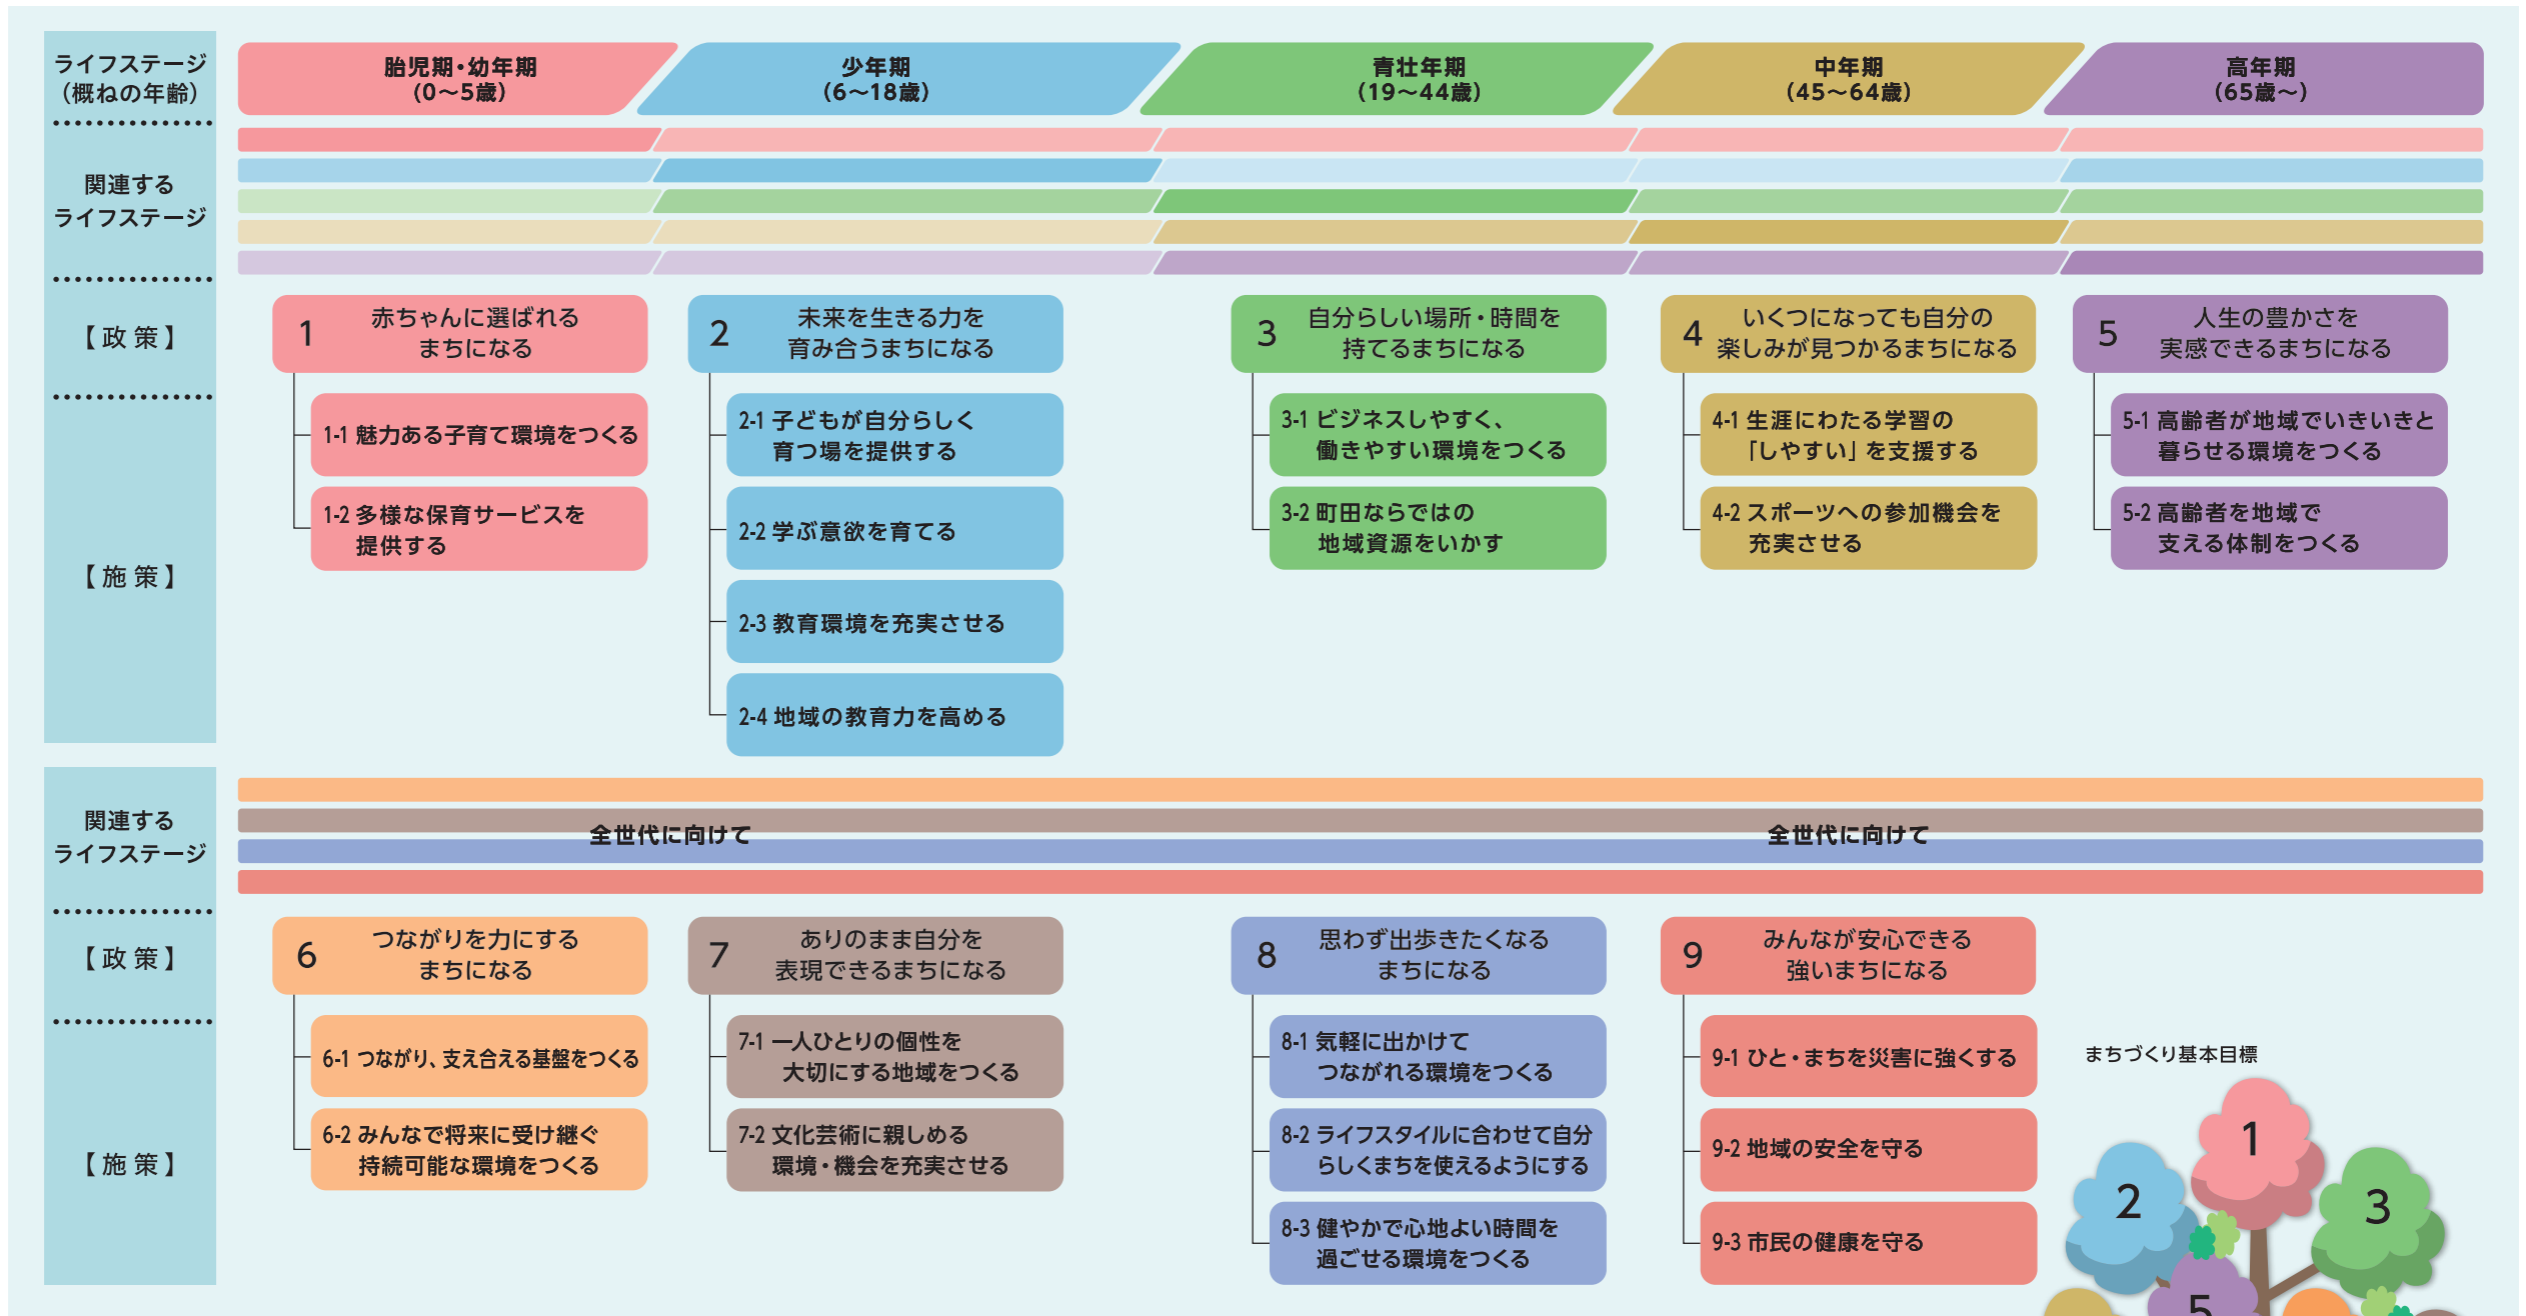 ライフステージ
（概ねの年齢）
胎児期・幼年期
（0～5歳）
少年期
（6～18歳）
青壮年期
（19～44歳）
中年期
（45～64歳）
高年期
（65歳～）
関連する
ライフステージ
【政策】
1 赤ちゃんに選ばれる
まちになる
2 未来を生きる力を
育み合うまちになる
3 自分らしい場所・時間を
持てるまちになる
4 いくつになっても自分の
楽しみが見つかるまちになる
5 人生の豊かさを
実感できるまちになる
【施策】
1-1 魅力ある子育て環境をつくる
1-2 多様な保育サービスを
提供する
2-1 子どもが自分らしく
育つ場を提供する
2-2 学ぶ意欲を育てる
2-3 教育環境を充実させる
2-4 地域の教育力を高める
3-1 ビジネスしやすく、
働きやすい環境をつくる
3-2 町田ならではの
地域資源をいかす
4-1 生涯にわたる学習の
「しやすい」を支援する
4-2 スポーツへの参加機会を
充実させる
5-1 高齢者が地域でいきいきと
暮らせる環境をつくる
5-2 高齢者を地域で
支える体制をつくる
関連する
ライフステージ
全世代に向けて
全世代に向けて
【政策】
6 つながりを力にする
まちになる
7 ありのまま自分を
表現できるまちになる
8 思わず出歩きたくなる
まちになる
9 みんなが安心できる
強いまちになる
【施策】
6-1 つながり、支え合える基盤をつくる
6-2 みんなで将来に受け継ぐ
持続可能な環境をつくる
7-1 一人ひとりの個性を
大切にする地域をつくる
7-2 文化芸術に親しめる
環境・機会を充実させる
8-1 気軽に出かけて
つながれる環境をつくる
8-2 ライフスタイルに合わせて自分
らしくまちを使えるようにする
8-3 健やかで心地よい時間を
過ごせる環境をつくる
9-1 ひと・まちを災害に強くする
9-2 地域の安全を守る
9-3 市民の健康を守る
まちづくり基本目標
1
2
3
5